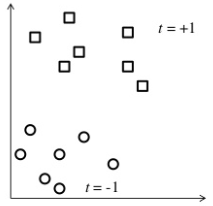 t = +1
t = -1